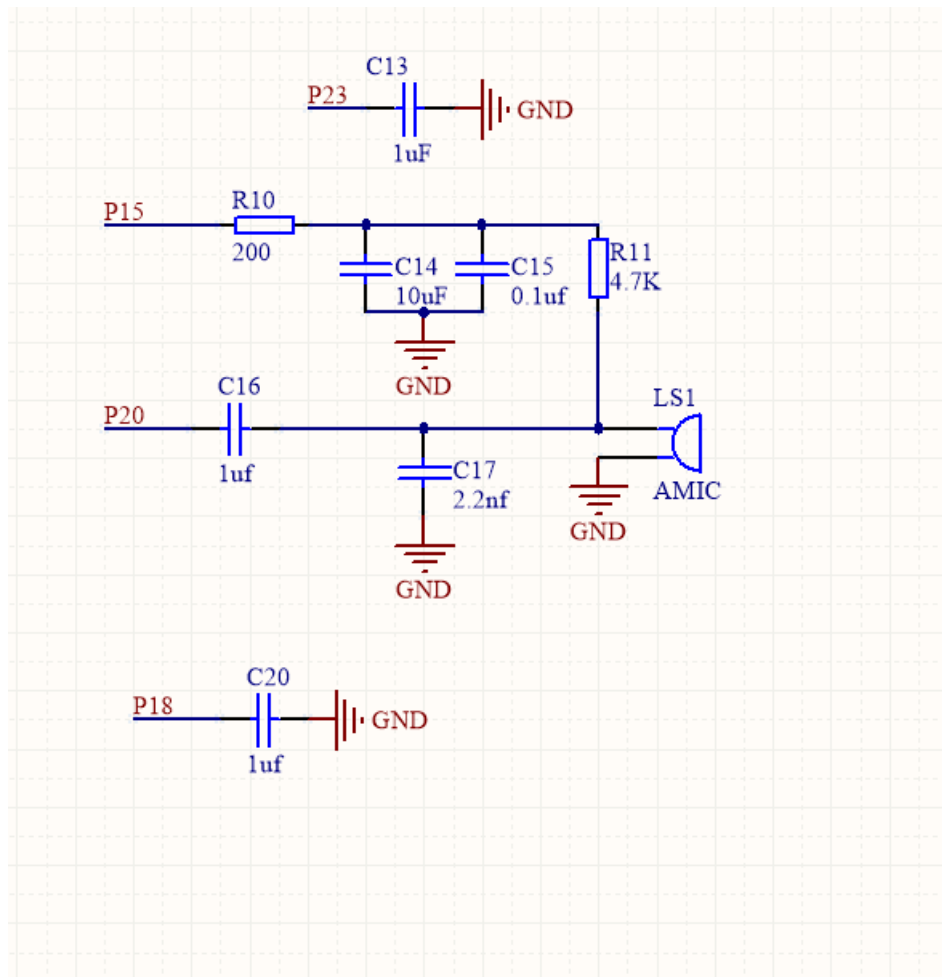 C13
P23
GND
1uF
R10
P15
200
R11
4.7K
C14
10uF
C15
0.1uf
GND
C16
P20
1uf
LS1
C17
2.2nf
AMIC
GND
GND
C20
P18
GND
1uf